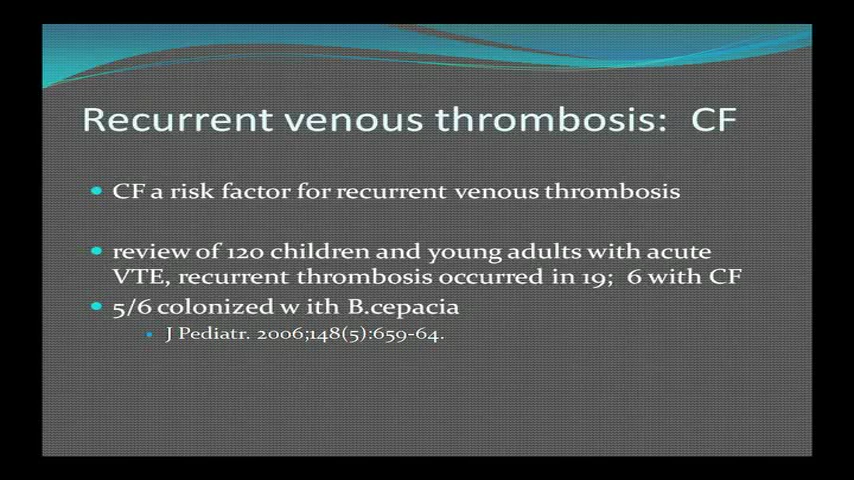 Recurrent venous thrombosis: CF
CF a risk factor for recurrent venous thrombosis
review of 120 children and young adults with acute
VTE, recurrent thrombosis occurred in 19; 6 with CF
5/6 colonized w ith B.cepacia
J Pediatr. 2006;148(5):659-64.